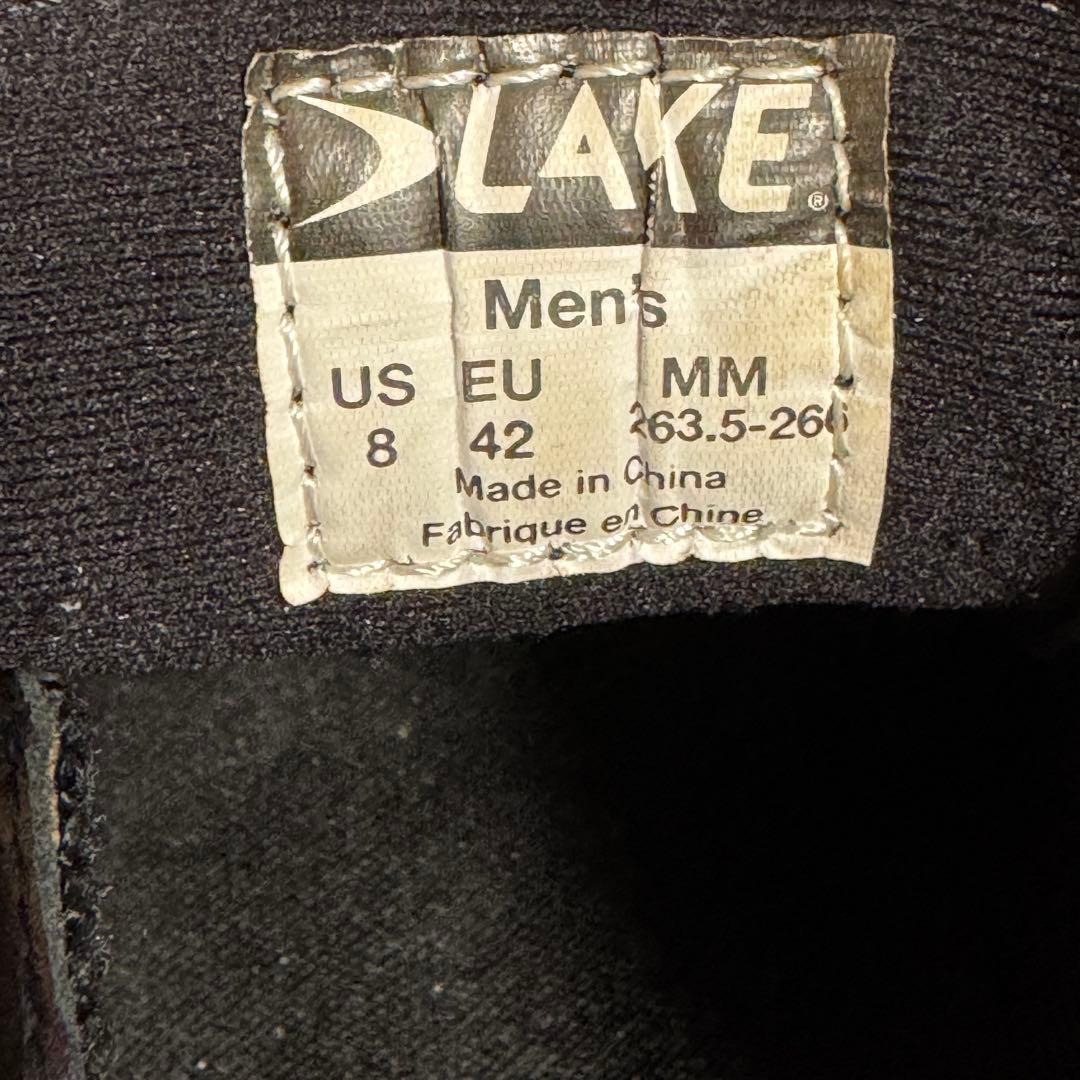 LAKE®
Men's
US EU MM
8 42 263.5-266
Made in China
Fabrique en Chine